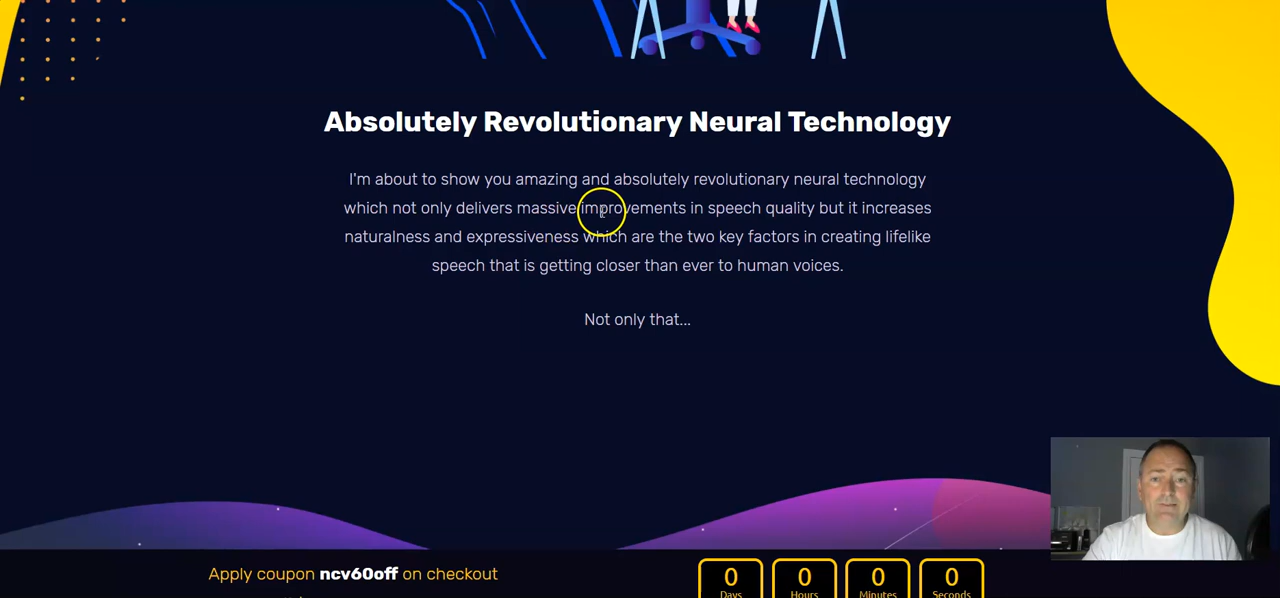 Absolutely Revolutionary Neural Technology
I'm about to show you amazing and absolutely revolutionary neural technology
which not only delivers massive improvements in speech quality but it increases
naturalness and expressiveness which are the two key factors in creating lifelike
speech that is getting closer than ever to human voices.
Not only that...
Apply coupon ncv60off on checkout
0 0 0 0
Days Hours Minutes Seconds